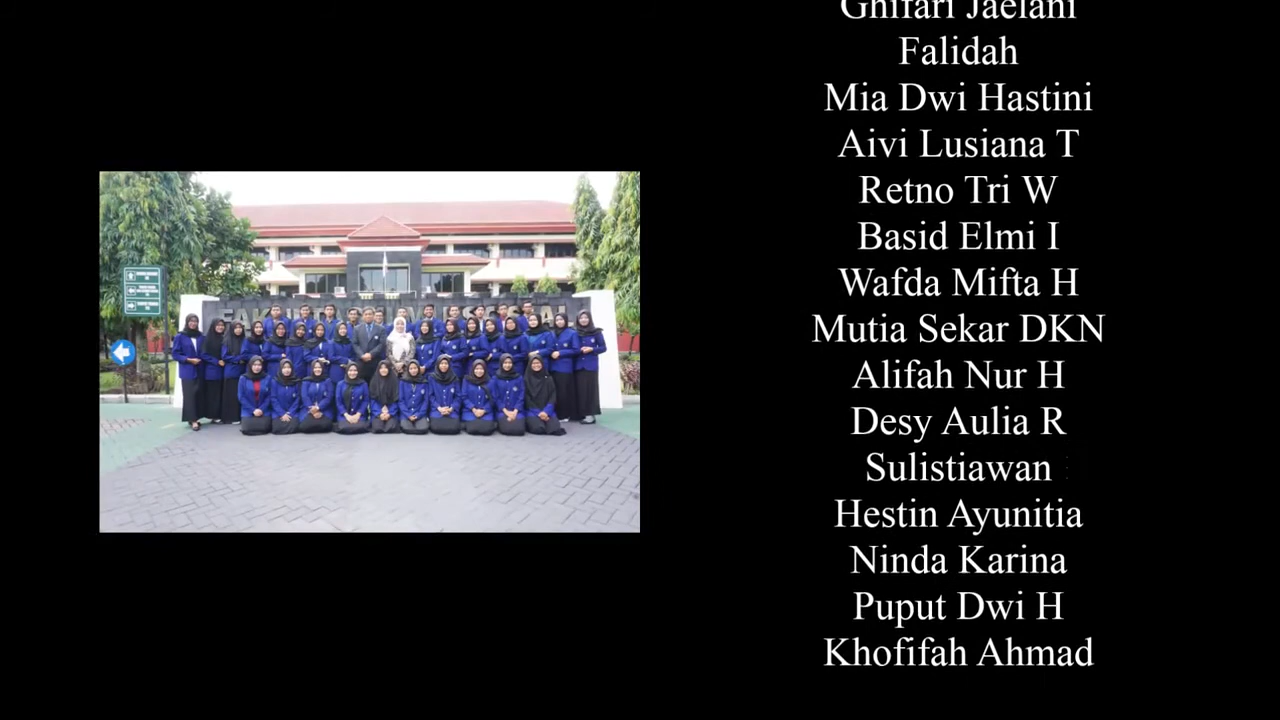 Ghifari Jaelani
Falidah
Mia Dwi Hastini
Aivi Lusiana T
Retno Tri W
Basid Elmi I
Wafda Mifta H
Mutia Sekar DKN
Alifah Nur H
Desy Aulia R
Sulistiawan
Hestin Ayunitia
Ninda Karina
Puput Dwi H
Khofifah Ahmad